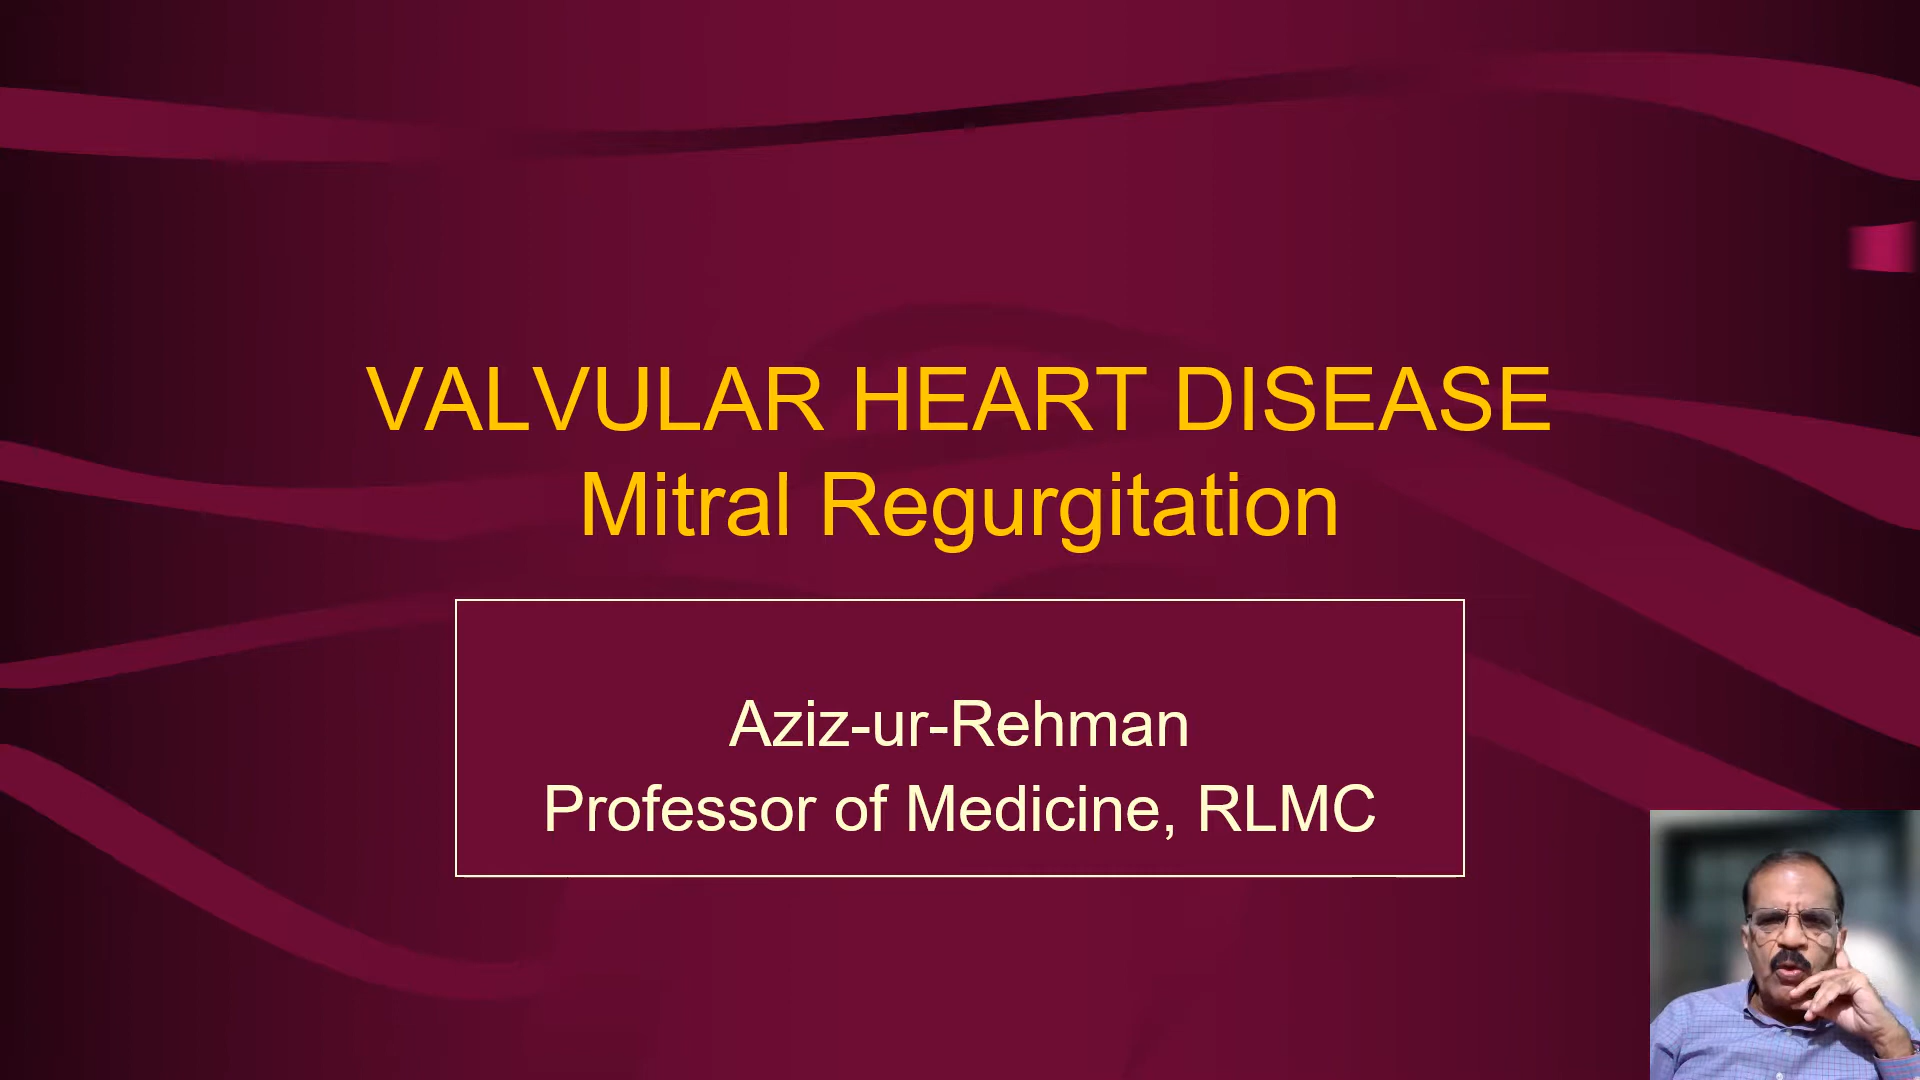 VALVULAR HEART DISEASE
Mitral Regurgitation
Aziz-ur-Rehman
Professor of Medicine, RLMC